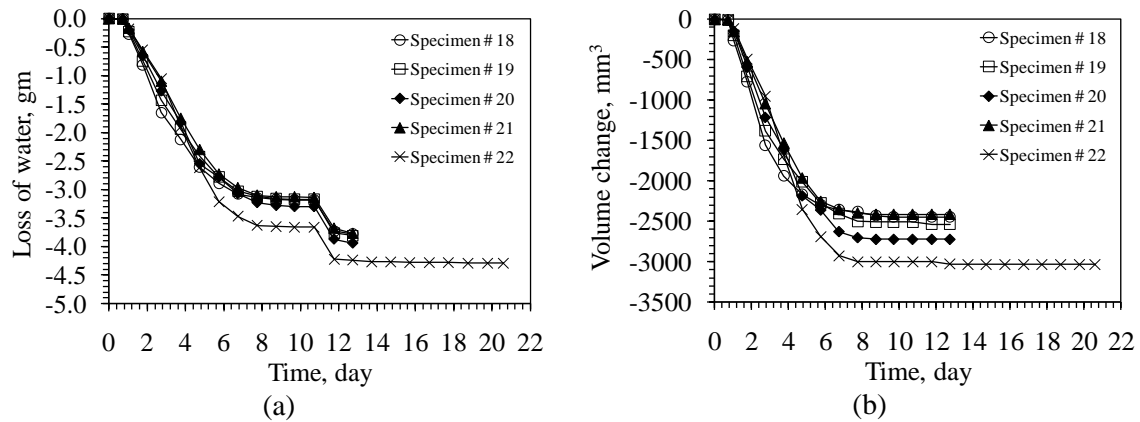 0.0
-0.5
-1.0
-1.5
-2.0
-2.5
-3.0
-3.5
-4.0
-4.5
-5.0
Loss of water, gm
0 2 4 6 8 10 12 14 16 18 20 22
Time, day
Specimen # 18
Specimen # 19
Specimen # 20
Specimen # 21
Specimen # 22
(a)
0
-500
-1000
-1500
-2000
-2500
-3000
-3500
Volume change, mm³
0 2 4 6 8 10 12 14 16 18 20 22
Time, day
Specimen # 18
Specimen # 19
Specimen # 20
Specimen # 21
Specimen # 22
(b)